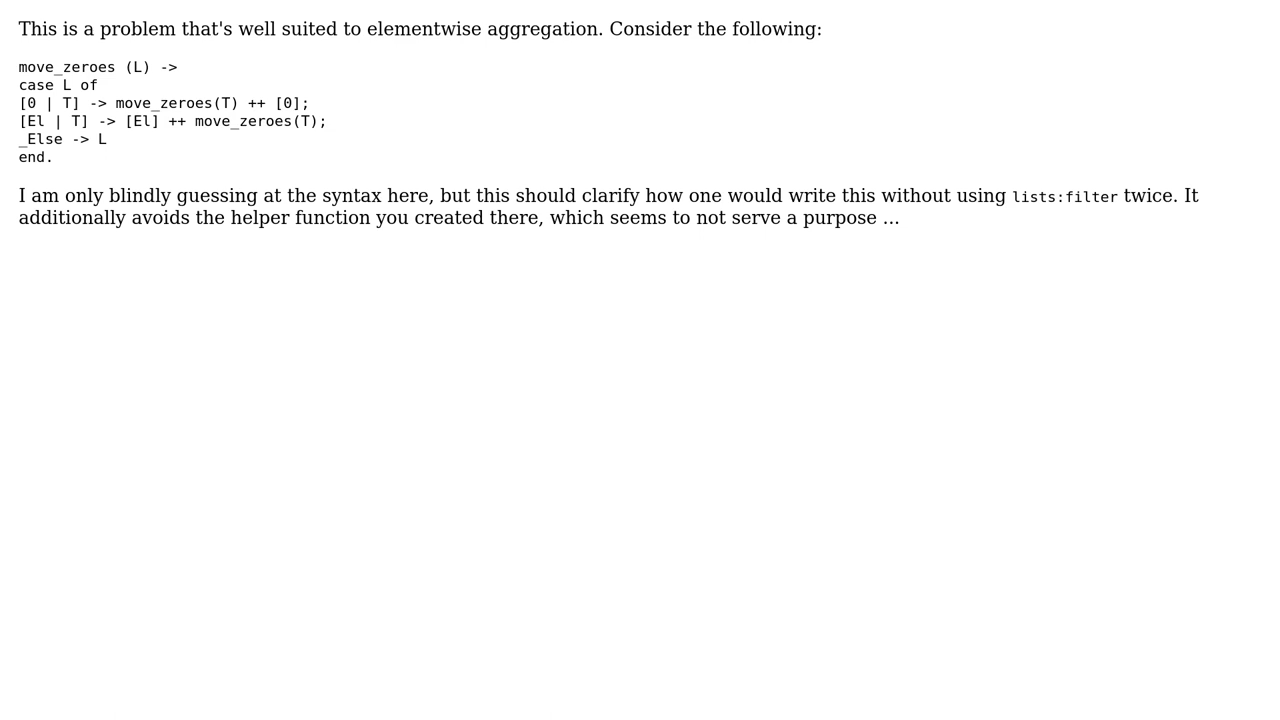 This is a problem that's well suited to elementwise aggregation. Consider the following:
move_zeroes (L) ->
case L of
[0 | T] -> move_zeroes(T) ++ [0];
[El | T] -> [El] ++ move_zeroes(T);
_Else -> L
end.
I am only blindly guessing at the syntax here, but this should clarify how one would write this without using lists:filter twice. It
additionally avoids the helper function you created there, which seems to not serve a purpose ...